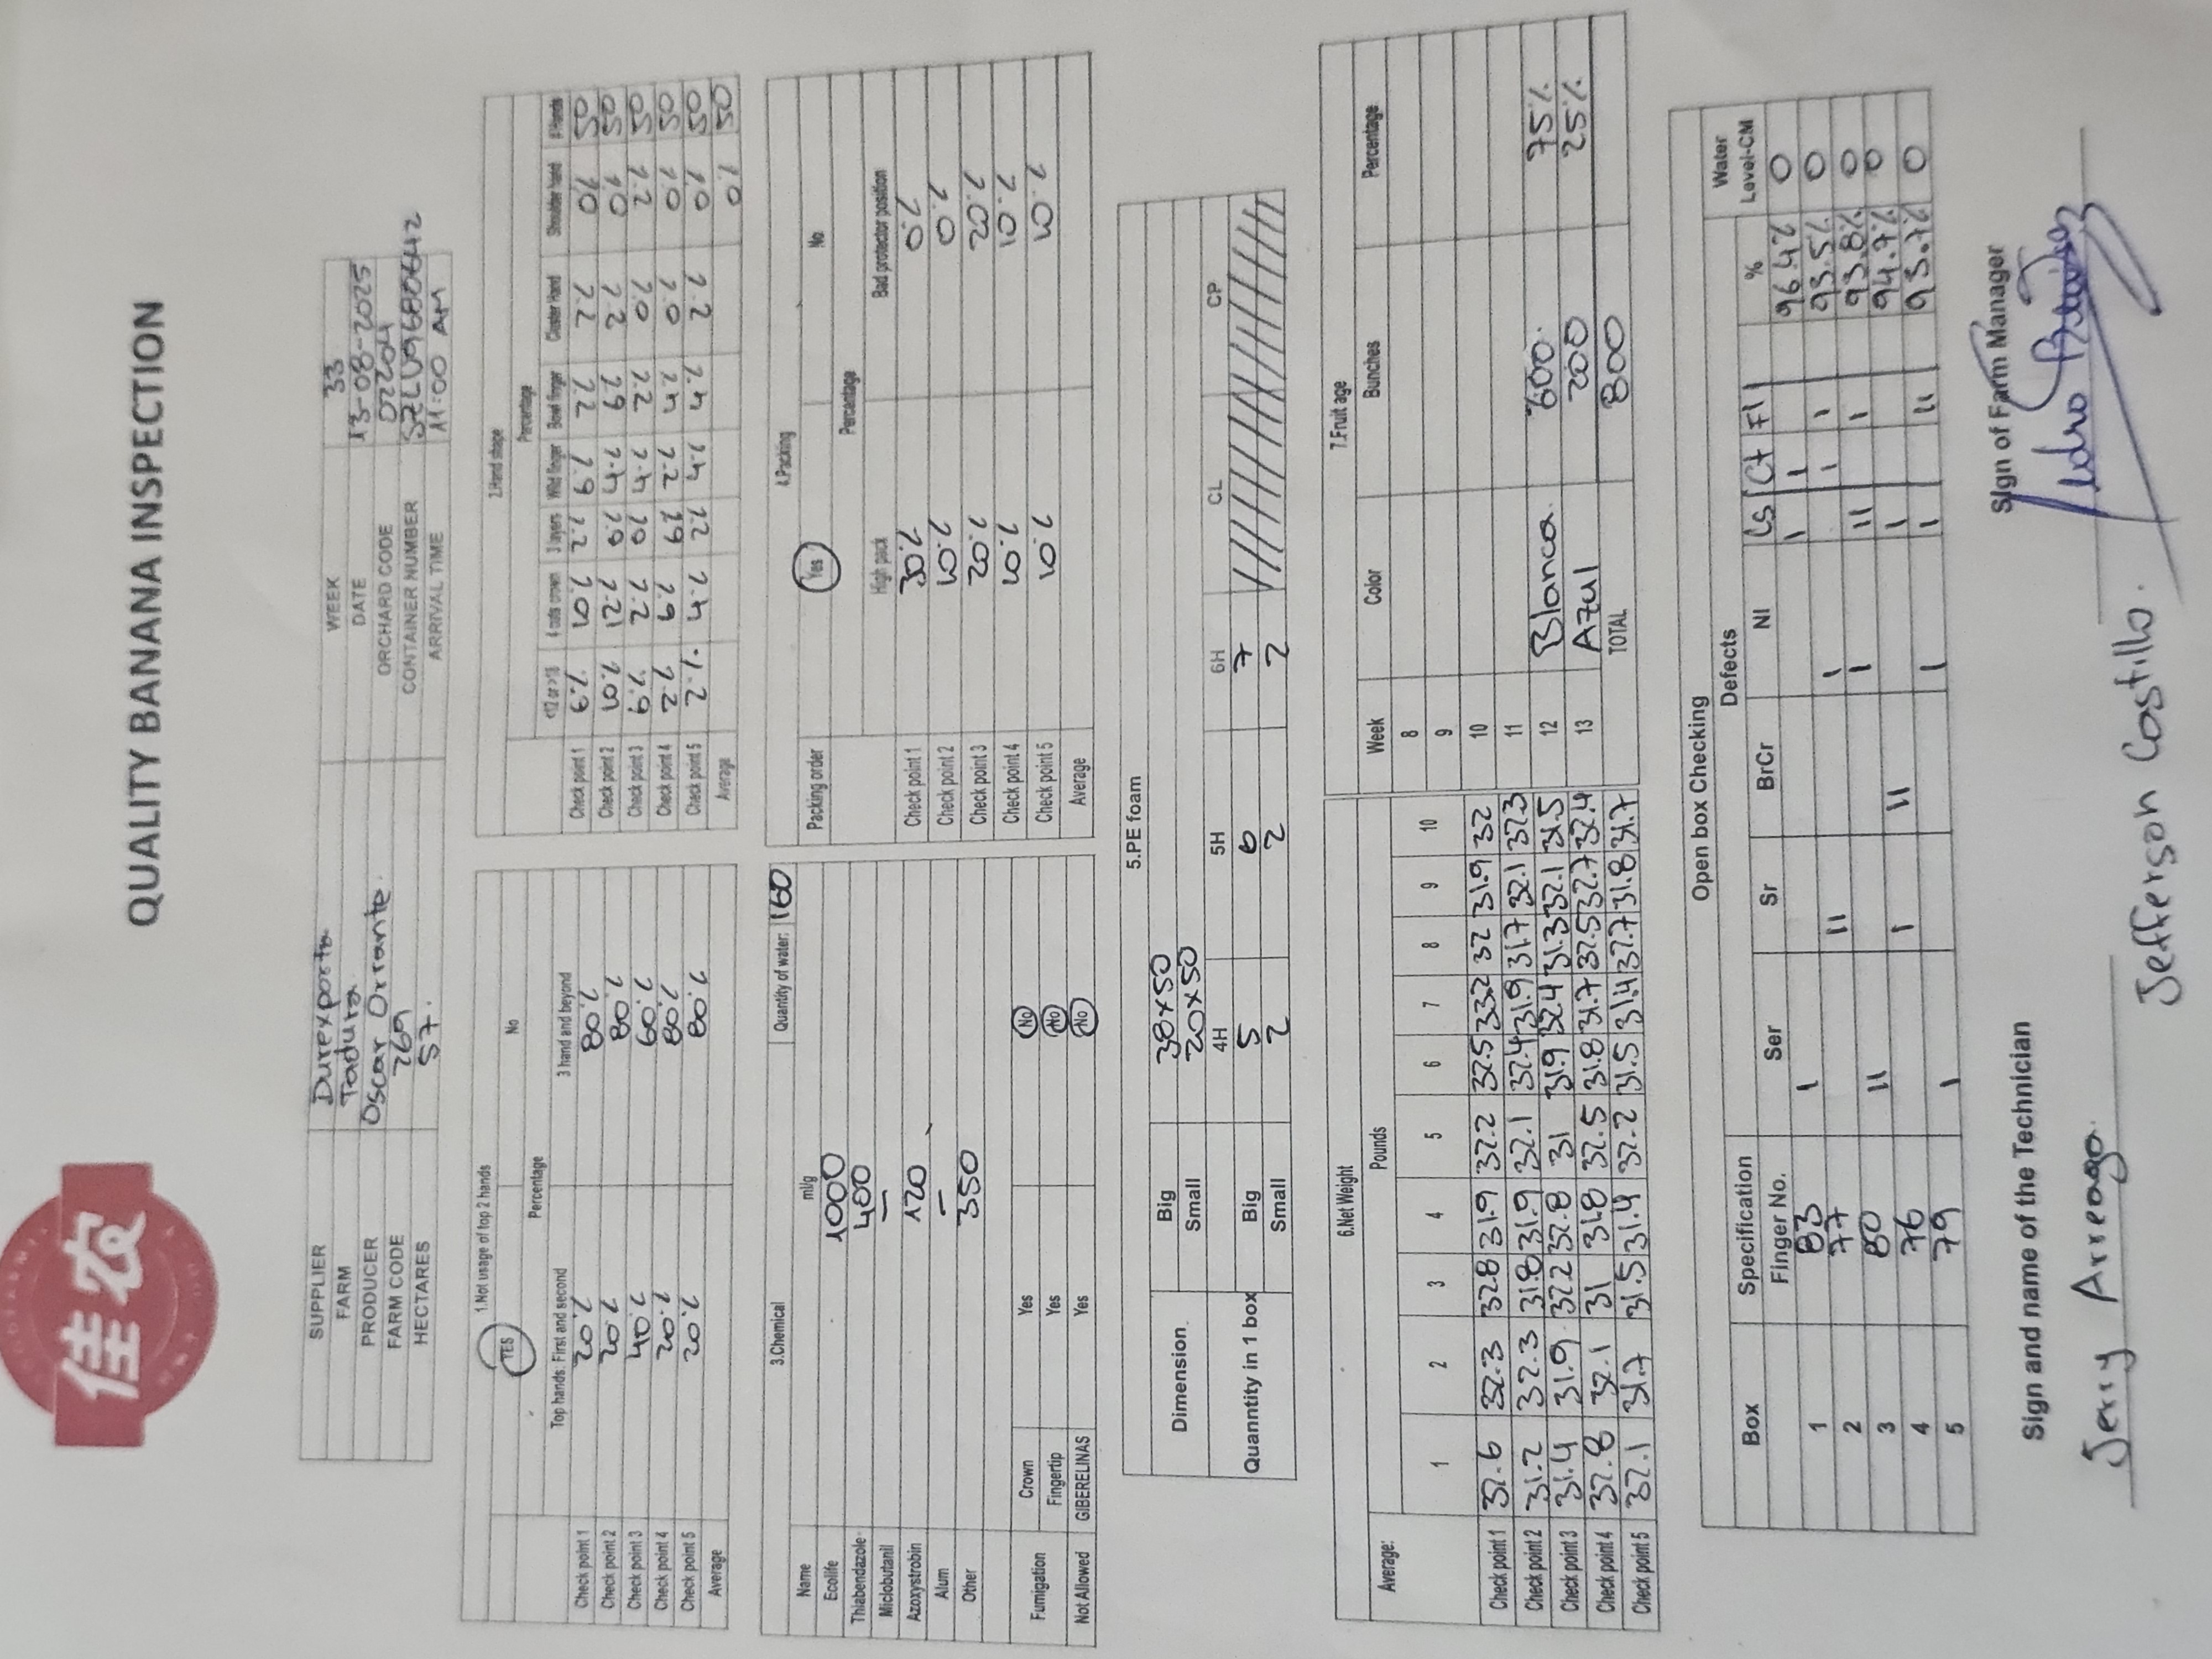 佳农
QUALITY BANANA INSPECTION
SUPPLIER Durexporta WEEK 33
FARM Tadura DATE 13-08-2025
PRODUCER Oscar Orrante ORCHARD CODE 02204
FARM CODE 269 CONTAINER NUMBER SZLU9680642
HECTARES 57. ARRIVAL TIME 11:00 AM
1.Not usage of top 2 hands
YES No
Percentage
Top hands: First and second 3 hand and beyond
Check point 1 20% 80%
Check point 2 20% 80%
Check point 3 40% 60%
Check point 4 20% 80%
Check point 5 20% 80%
Average
2.Hand shape
Percentage
<12 or >18 4 cuts crown 3 layers Wild finger Bowl finger Cluster Hand Shoulder hand # Hands
Check point 1 6% 10% 2% 6% 2% 2% 0% 50
Check point 2 10% 12% 0% 4% 6% 2% 0% 50
Check point 3 6% 2% 0% 4% 2% 0% 2% 50
Check point 4 2% 6% 6% 2% 4% 0% 0% 50
Check point 5 2% 4% 2% 4% 4% 2% 0% 50
Average 0% 50
3.Chemical Quantity of water: 160
Name ml/g
Ecolife 1000
Thiabendazole 400
Miclobutanil —
Azoxystrobin 120
Alum —
Other 350
Fumigation Crown Yes No
Fingertip Yes No
Not Allowed GIBERELINAS Yes No
4.Packing
Packing order Yes No
Percentage
High pack Bad protector position
Check point 1 30% 0%
Check point 2 10% 0%
Check point 3 20% 20%
Check point 4 10% 10%
Check point 5 10% 10%
Average
5.PE foam
Dimension Big 38x50
Small 20x50
4H 5H 6H CL CP
Quanntity in 1 box Big 5 6 7
Small 2 2 2
6.Net Weight
Average: Pounds
1 2 3 4 5 6 7 8 9 10
Check point 1 32.6 32.3 32.8 31.9 32.2 32.5 33.2 32 31.9 32
Check point 2 31.2 32.3 31.8 31.9 32.1 32.4 31.9 31.7 32.1 32.3
Check point 3 31.4 31.9 32.2 32.8 31 31.9 32.4 31.3 32.1 31.5
Check point 4 32.8 32.1 31 31.8 32.5 31.8 31.7 32.5 32.7 32.4
Check point 5 32.1 31.7 31.5 31.4 32.2 31.5 31.4 32.7 31.8 31.7
7.Fruit age
Week Color Bunches Percentage
8
9
10
11
12 Blanca. 600. 75%
13 Azul 200 25%
TOTAL 800
Open box Checking
Box Specification Defects Water
Finger No. Ser Sr BrCr NI Cs Ct Fl % Level-CM
1 83 I I I 96.4% 0
2 77 II I I I 93.5% 0
3 80 II I II I 93.8% 0
4 76 I II I 94.7% 0
5 79 I I I II 93.7% 0
Sign and name of the Technician
Sign of Farm Manager
Jerry Arreaga.
Pedro
Jefferson Castillo.